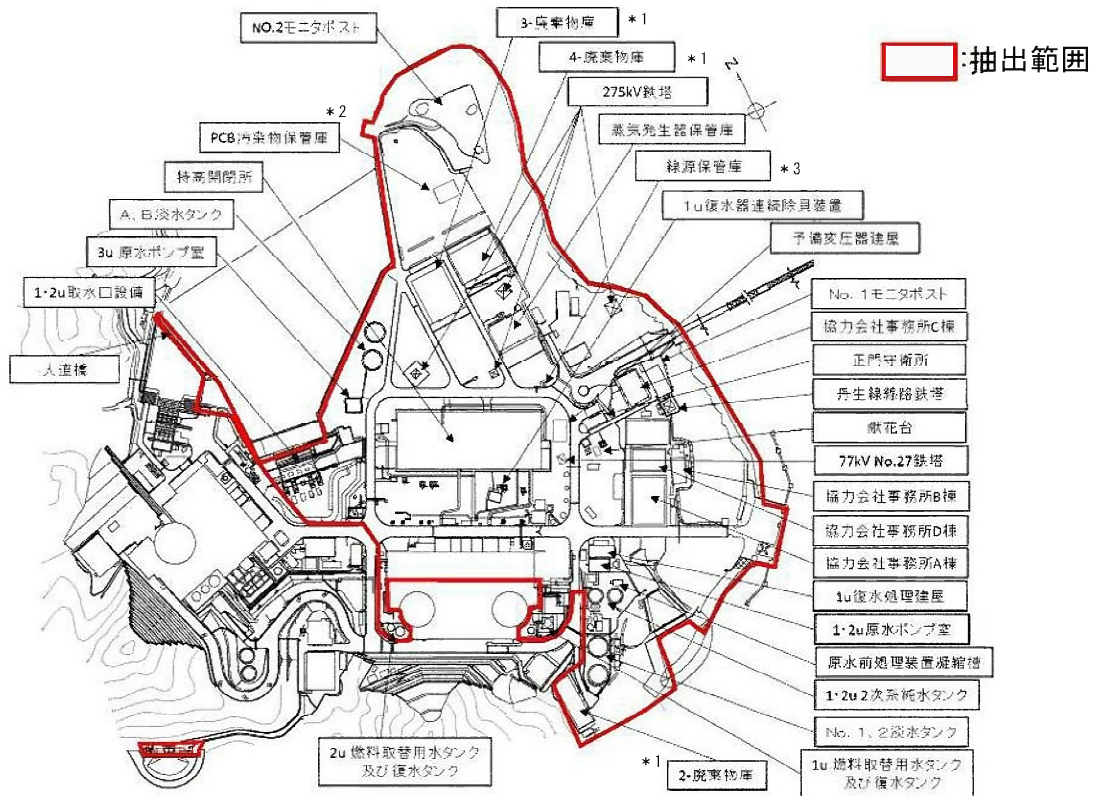 NO.2モニタポスト
3-廃棄物庫 *1
4-廃棄物庫 *1
275kV鉄塔
蒸気発生器保管庫
線源保管庫 *3
1u復水器連続除貝装置
予備変圧器建屋
No.1モニタポスト
協力会社事務所C棟
正門守衛所
丹生線線路鉄塔
献花台
77kV No.27鉄塔
協力会社事務所B棟
協力会社事務所D棟
協力会社事務所A棟
1u復水処理建屋
1・2u原水ポンプ室
原水前処理装置凝縮槽
1・2u 2次系純水タンク
No.1、2淡水タンク
1u 燃料取替用水タンク
及び復水タンク
*1 2-廃棄物庫
2u 燃料取替用水タンク
及び復水タンク
*2
PCB汚染物保管庫
特高開閉所
A、B淡水タンク
3u 原水ポンプ室
1・2u取水口設備
人道橋
N
:抽出範囲